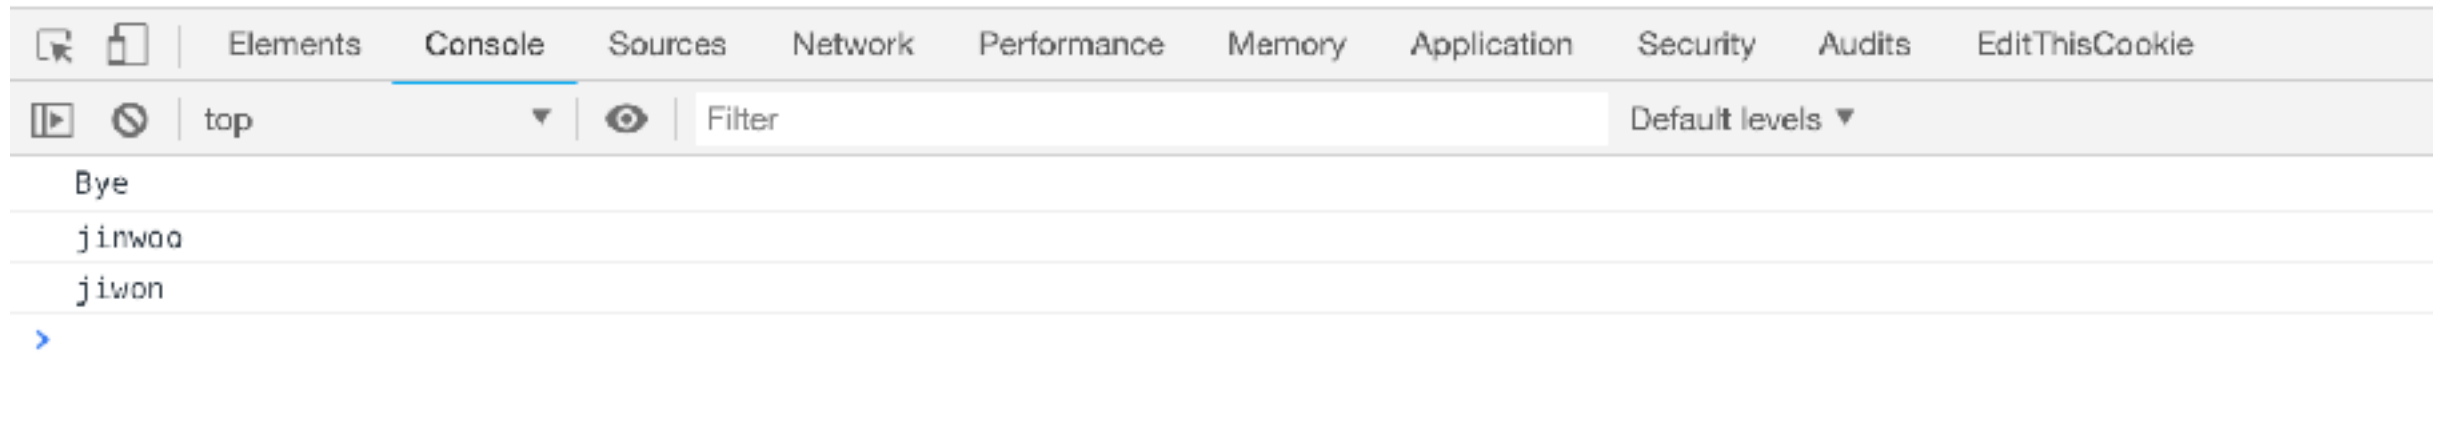 Elements Console Sources Network Performance Memory Application Security Audits EditThisCookie
top Filter Default levels
Bye
jinwoo
jiwon